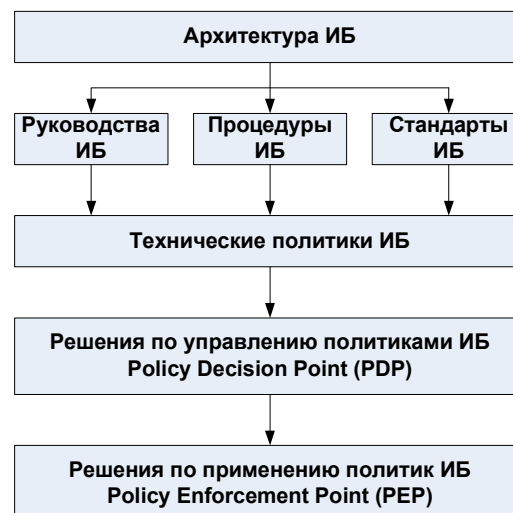 Архитектура ИБ
Руководства
ИБ
Процедуры
ИБ
Стандарты
ИБ
Технические политики ИБ
Решения по управлению политиками ИБ
Policy Decision Point (PDP)
Решения по применению политик ИБ
Policy Enforcement Point (PEP)